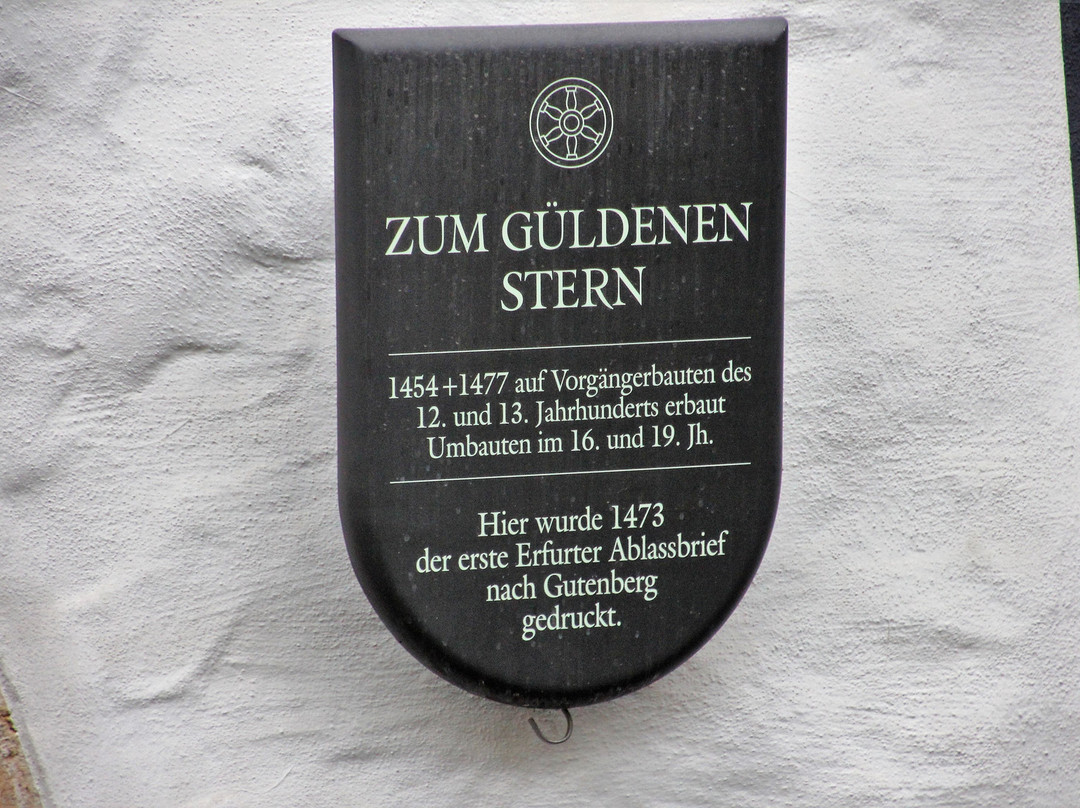 ZUM GÜLDENEN
STERN
1454+1477 auf Vorgängerbauten des
12. und 13. Jahrhunderts erbaut
Umbauten im 16. und 19. Jh.
Hier wurde 1473
der erste Erfurter Ablassbrief
nach Gutenberg
gedruckt.